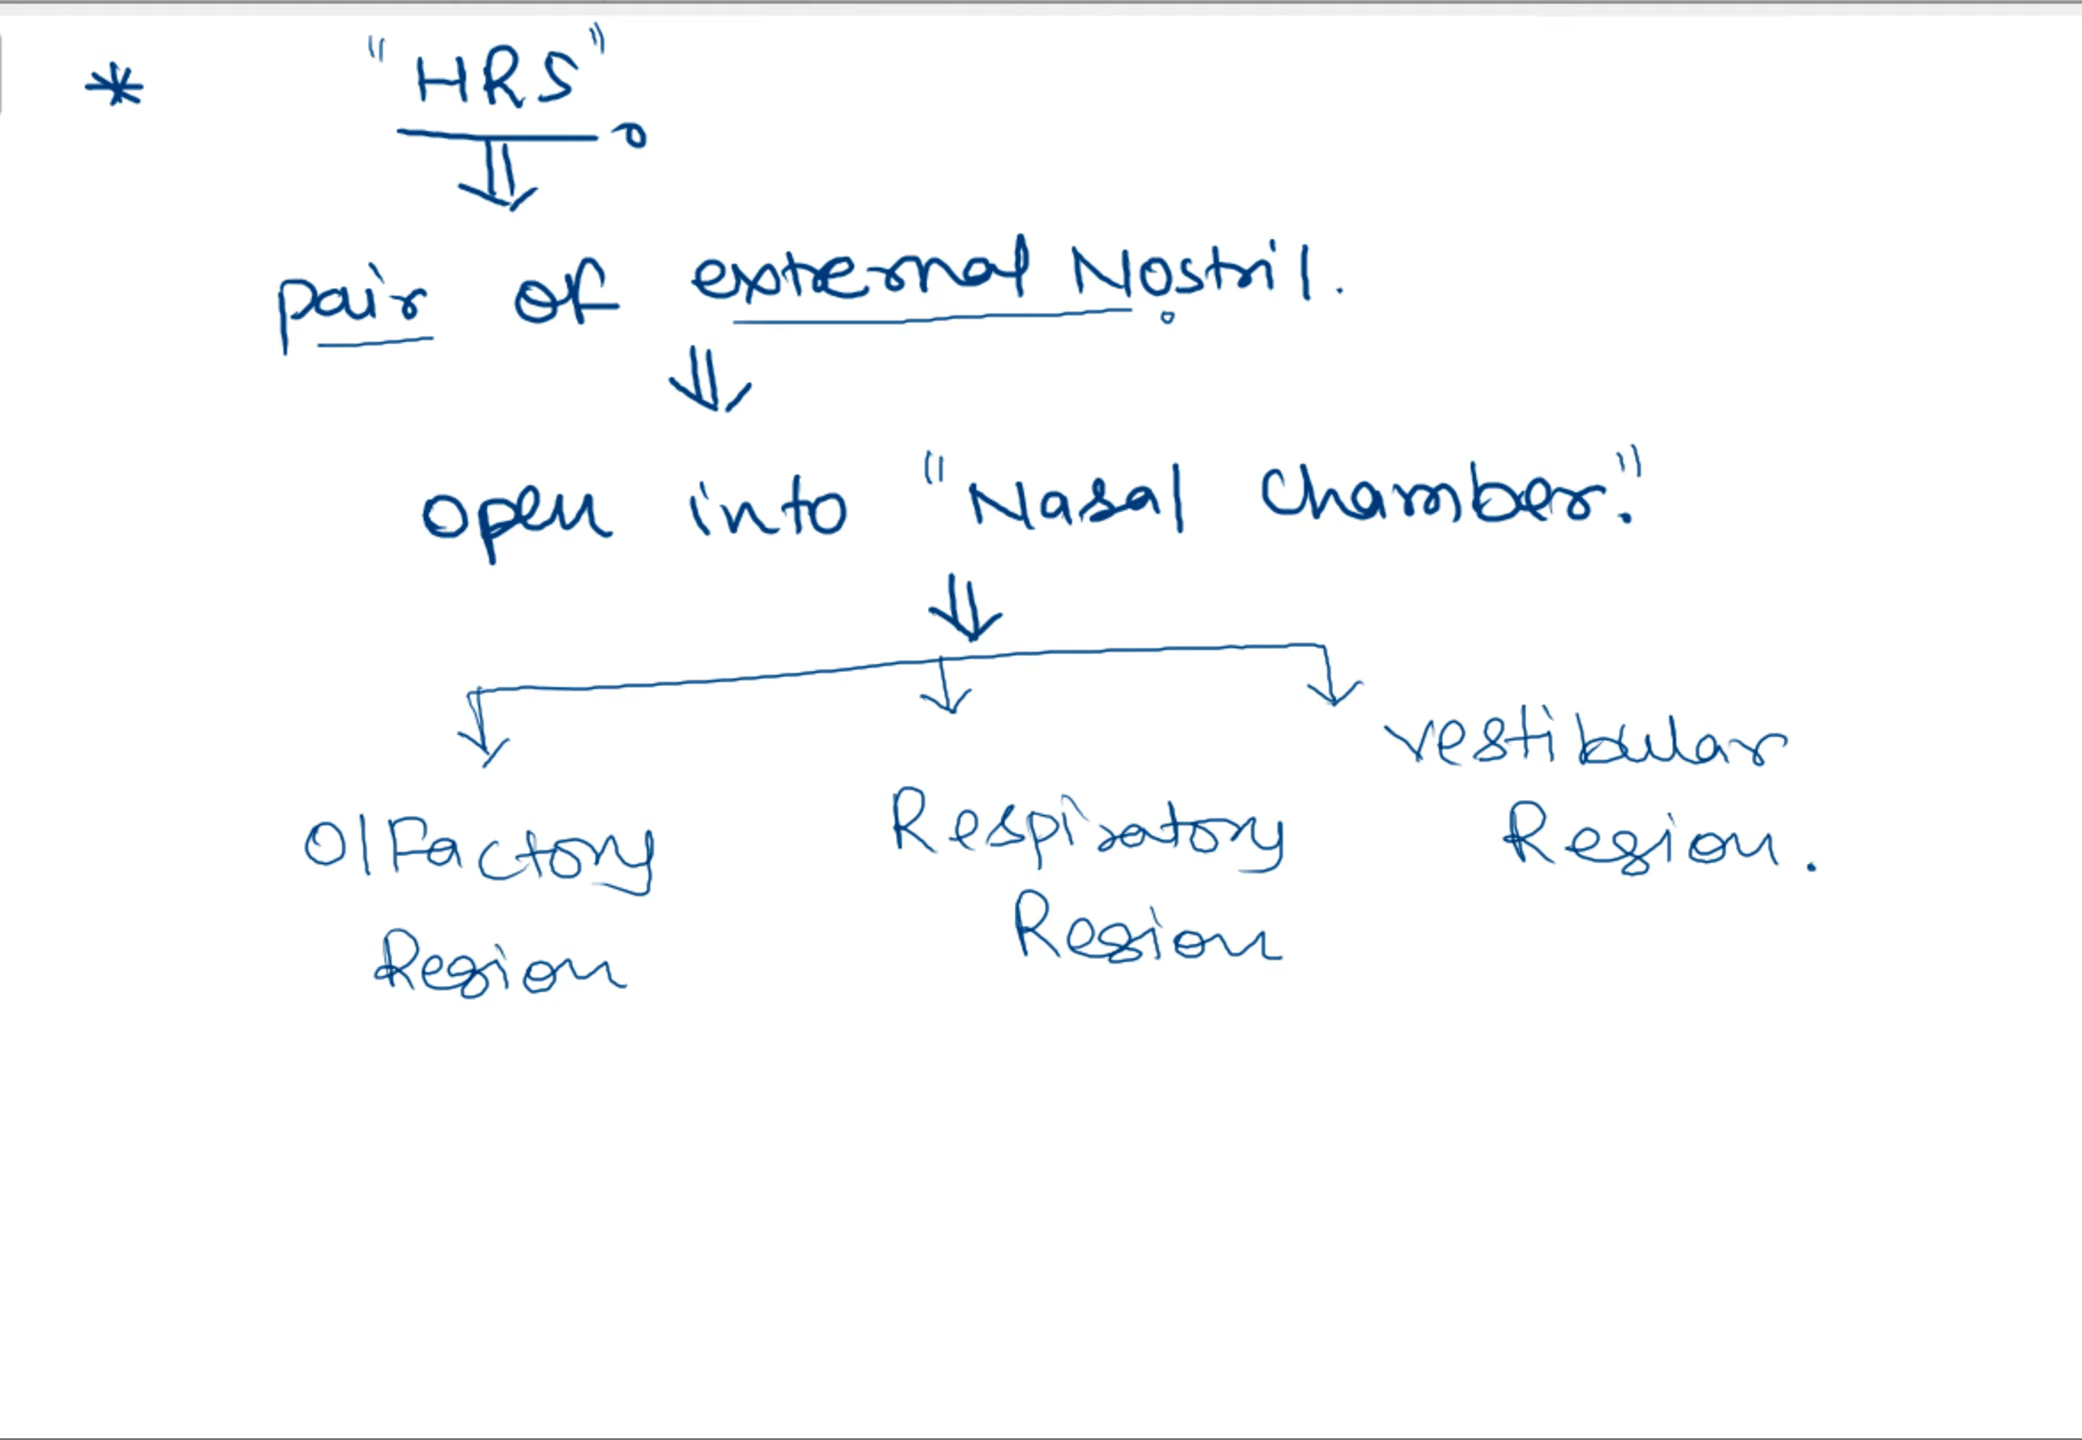 * "HRS"
pair of external Nostril.
open into "Nasal chamber."
Olfactory Region
Respiratory Region
vestibular Region.